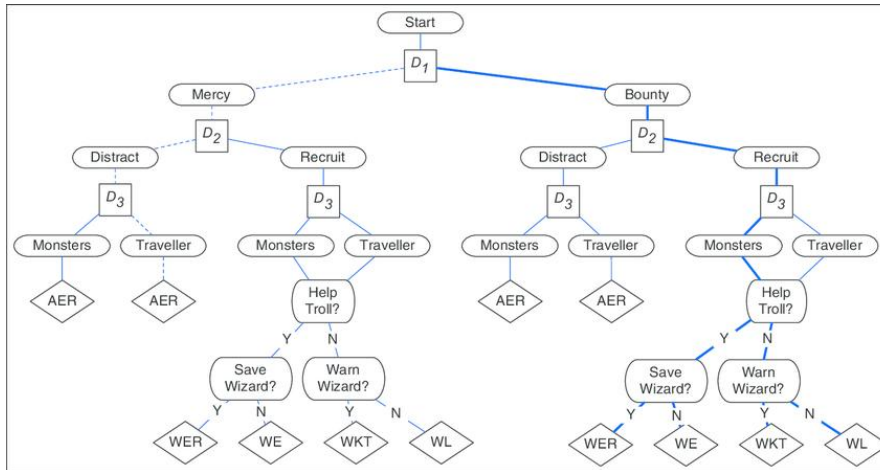 Start
D1
Mercy
Bounty
D2
D2
Distract
Recruit
Distract
Recruit
D3
D3
D3
D3
Monsters
Traveller
Monsters
Traveller
Monsters
Traveller
Monsters
Traveller
AER
AER
Help
Troll?
AER
AER
Help
Troll?
Y
N
Y
N
Save
Wizard?
Warn
Wizard?
Save
Wizard?
Warn
Wizard?
Y
N
Y
N
Y
N
Y
N
WER
WE
WKT
WL
WER
WE
WKT
WL